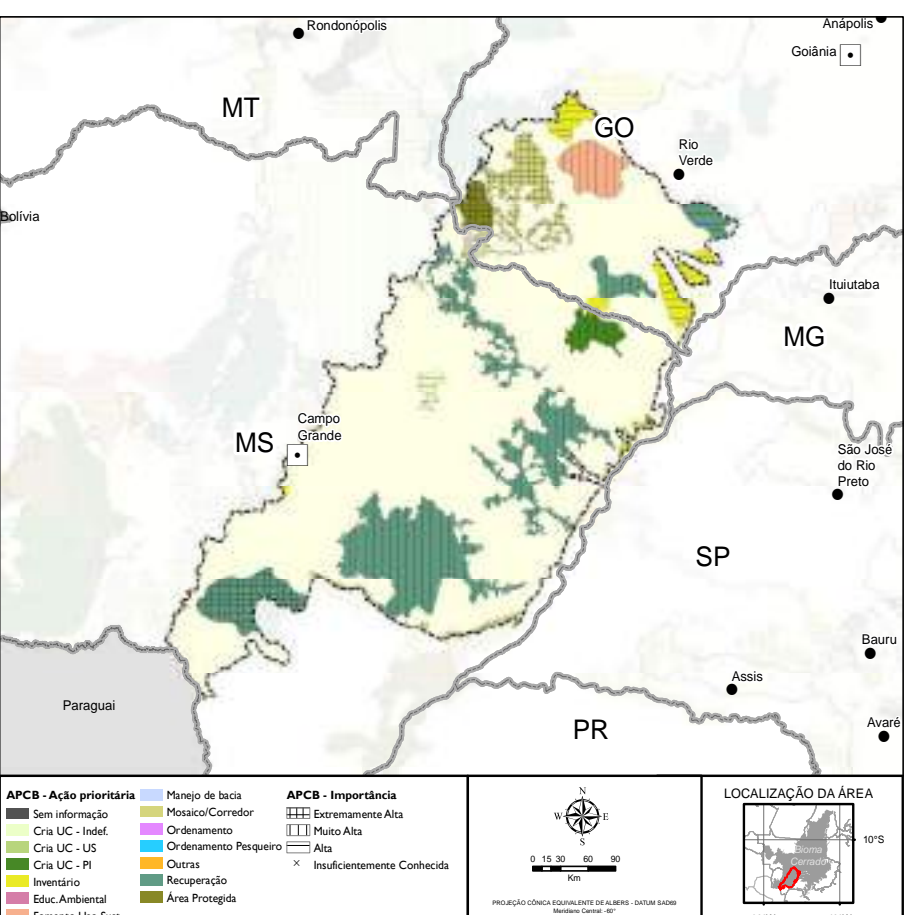 Rondonópolis
Anápolis
Goiânia
MT
GO
Rio
Verde
Bolívia
Ituiutaba
MG
Campo
Grande
MS
São José
do Rio
Preto
SP
Bauru
Assis
Paraguai
PR
Avaré
APCB - Ação prioritária
Sem informação
Cria UC - Indef.
Cria UC - US
Cria UC - PI
Inventário
Educ.Ambiental
Manejo de bacia
Mosaico/Corredor
Ordenamento
Ordenamento Pesqueiro
Outras
Recuperação
Área Protegida
APCB - Importância
Extremamente Alta
Muito Alta
Alta
Insuficientemente Conhecida
N
W E
S
0 15 30 60 90
Km
PROJEÇÃO CÔNICA EQUIVALENTE DE ALBERS - DATUM SAD69
Meridiano Central: -60°
LOCALIZAÇÃO DA ÁREA
10°S
Bioma
Cerrado